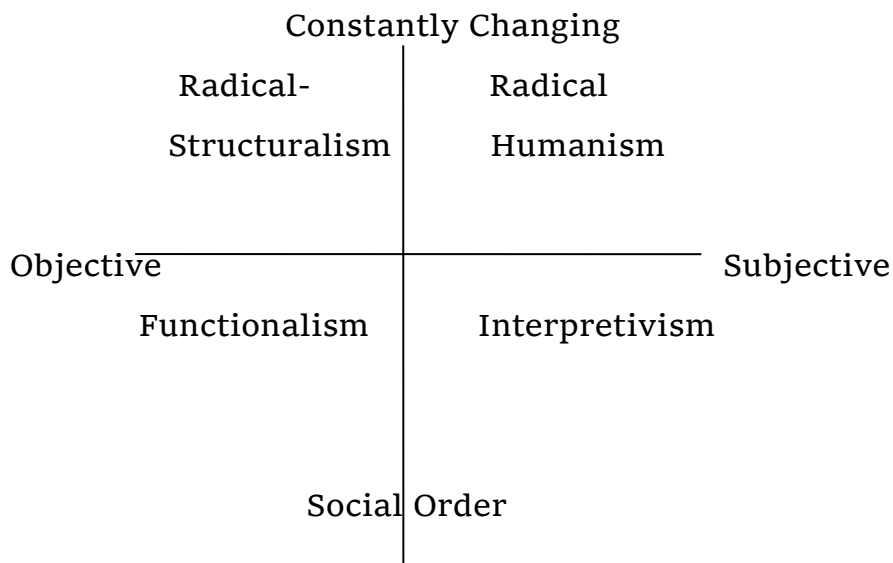 Constantly Changing
Radical- Radical
Structuralism Humanism
Objective Subjective
Functionalism Interpretivism
Social Order